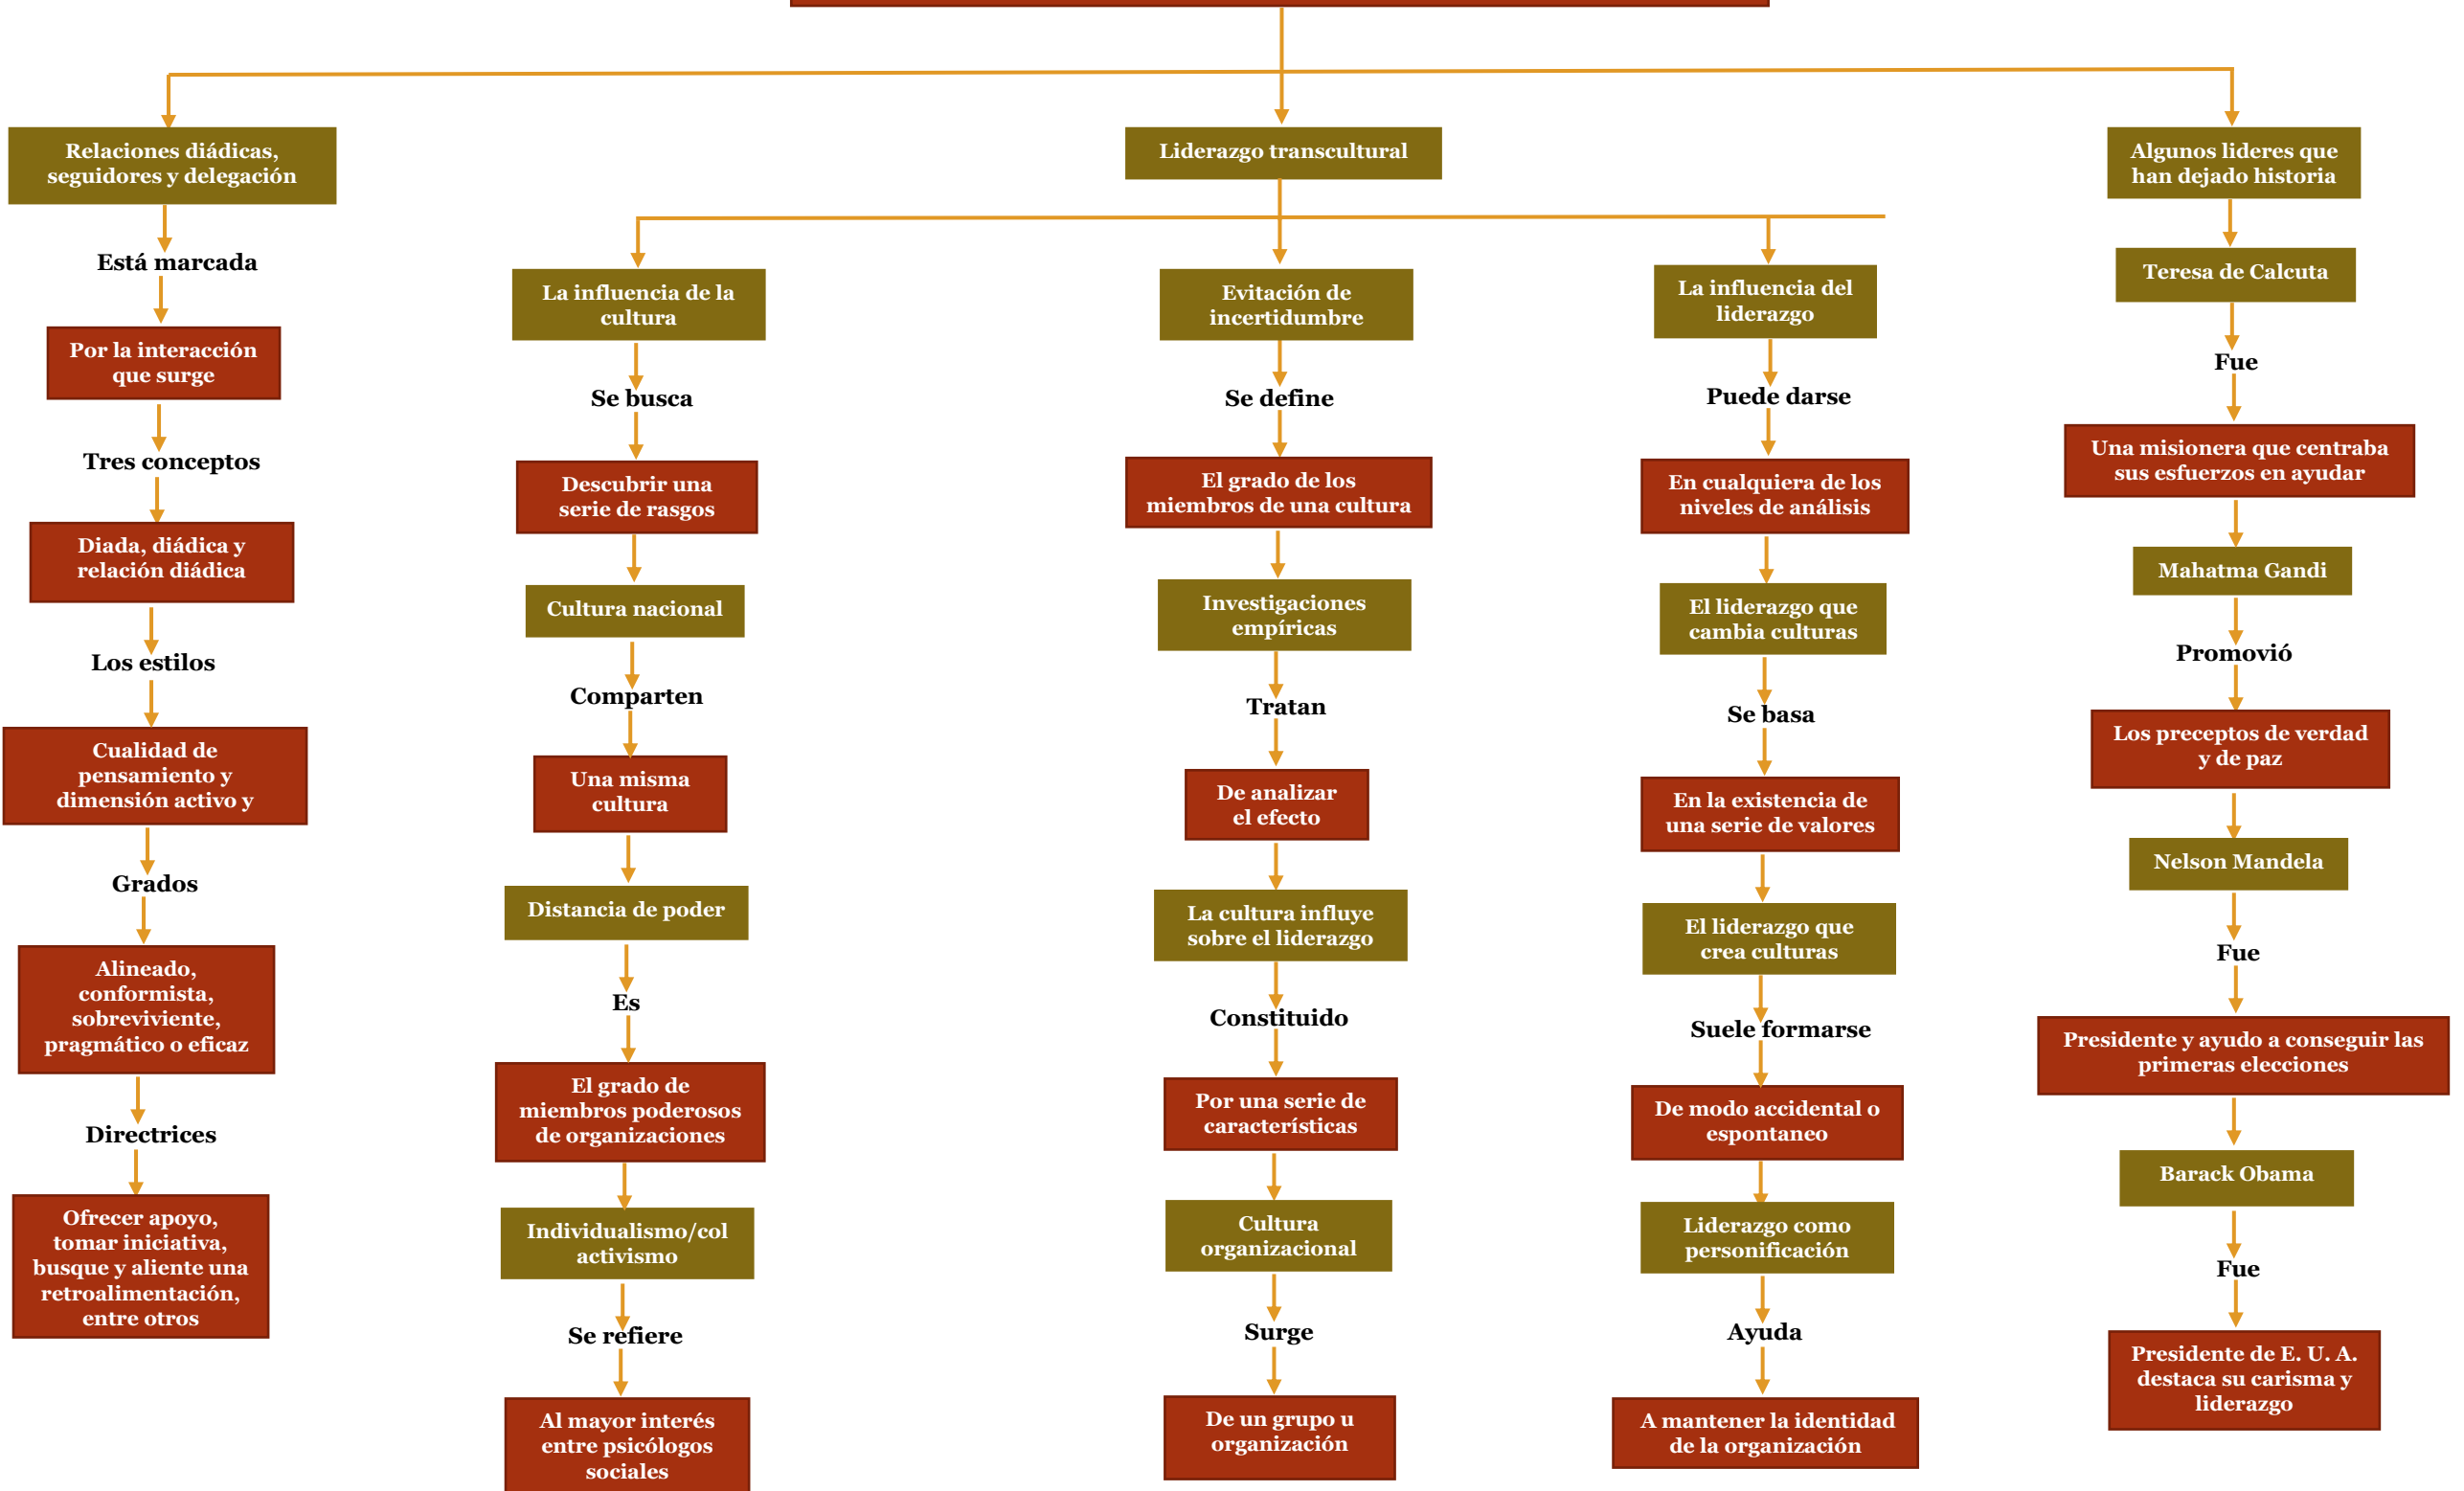 Relaciones diádicas,
seguidores y delegación
Está marcada
Por la interacción
que surge
Tres conceptos
Diada, diádica y
relación diádica
Los estilos
Cualidad de
pensamiento y
dimensión activo y
Grados
Alineado,
conformista,
sobreviviente,
pragmático o eficaz
Directrices
Ofrecer apoyo,
tomar iniciativa,
busque y aliente una
retroalimentación,
entre otros
Liderazgo transcultural
La influencia de la
cultura
Se busca
Descubrir una
serie de rasgos
Cultura nacional
Comparten
Una misma
cultura
Distancia de poder
Es
El grado de
miembros poderosos
de organizaciones
Individualismo/col
activismo
Se refiere
Al mayor interés
entre psicólogos
sociales
Evitación de
incertidumbre
Se define
El grado de los
miembros de una cultura
Investigaciones
empíricas
Tratan
De analizar
el efecto
La cultura influye
sobre el liderazgo
Constituido
Por una serie de
características
Cultura
organizacional
Surge
De un grupo u
organización
La influencia del
liderazgo
Puede darse
En cualquiera de los
niveles de análisis
El liderazgo que
cambia culturas
Se basa
En la existencia de
una serie de valores
El liderazgo que
crea culturas
Suele formarse
De modo accidental o
espontaneo
Liderazgo como
personificación
Ayuda
A mantener la identidad
de la organización
Algunos lideres que
han dejado historia
Teresa de Calcuta
Fue
Una misionera que centraba
sus esfuerzos en ayudar
Mahatma Gandi
Promovió
Los preceptos de verdad
y de paz
Nelson Mandela
Fue
Presidente y ayudo a conseguir las
primeras elecciones
Barack Obama
Fue
Presidente de E. U. A.
destaca su carisma y
liderazgo